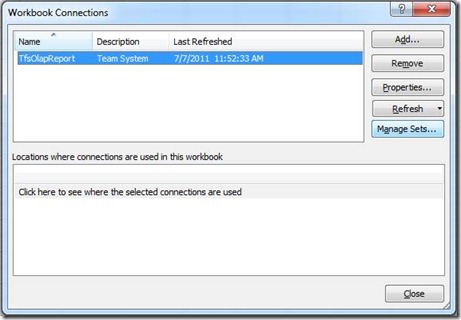 Workbook Connections
Name Description Last Refreshed
TfsOlapReport Team System 7/7/2011 11:52:33 AM
Add...
Remove
Properties...
Refresh
Manage Sets...
Locations where connections are used in this workbook
Click here to see where the selected connections are used
Close